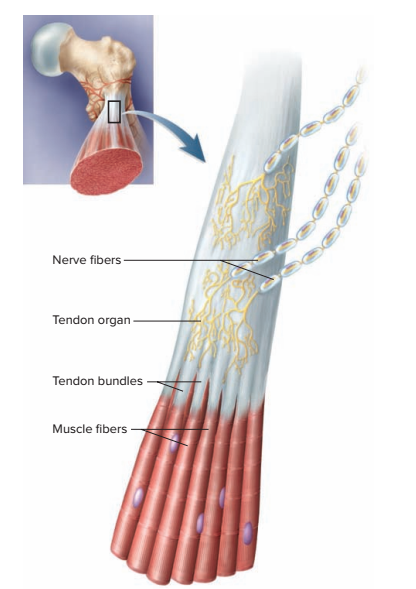 Nerve fibers
Tendon organ
Tendon bundles
Muscle fibers